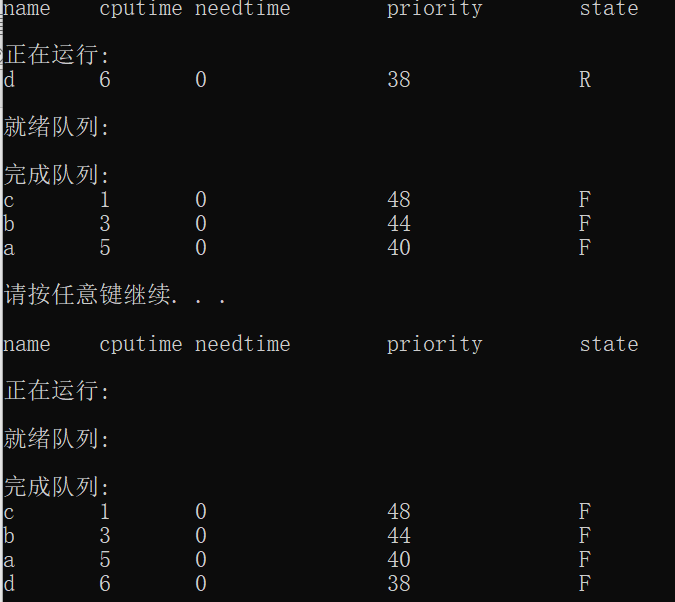 name cputime needtime priority state
正在运行:
d 6 0 38 R
就绪队列:
完成队列:
c 1 0 48 F
b 3 0 44 F
a 5 0 40 F
请按任意键继续. . .
name cputime needtime priority state
正在运行:
就绪队列:
完成队列:
c 1 0 48 F
b 3 0 44 F
a 5 0 40 F
d 6 0 38 F